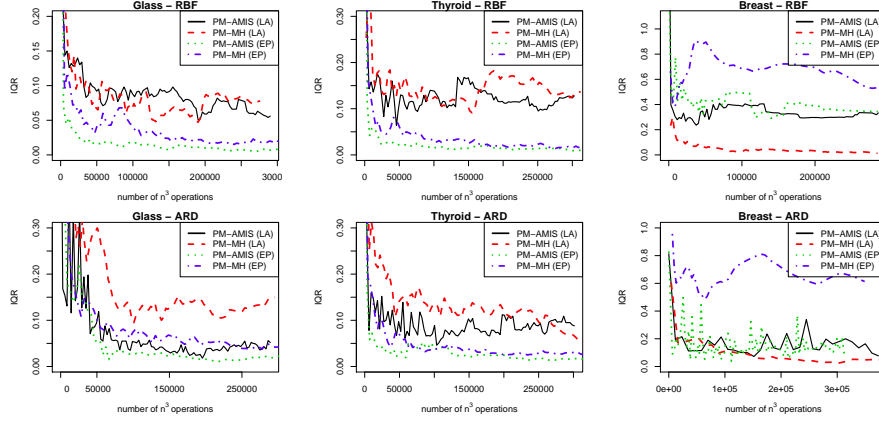 Glass − RBF
IQR
0.00 0.05 0.10 0.15 0.20
PM−AMIS (LA)
PM−MH (LA)
PM−AMIS (EP)
PM−MH (EP)
0 50000 100000 200000 3000
number of n³ operations
Thyroid − RBF
IQR
0.00 0.10 0.20 0.30
PM−AMIS (LA)
PM−MH (LA)
PM−AMIS (EP)
PM−MH (EP)
0 50000 150000 250000
number of n³ operations
Breast − RBF
IQR
0.0 0.2 0.4 0.6 0.8 1.0
PM−AMIS (LA)
PM−MH (LA)
PM−AMIS (EP)
PM−MH (EP)
0 100000 200000
number of n³ operations
Glass − ARD
IQR
0.00 0.10 0.20 0.30
PM−AMIS (LA)
PM−MH (LA)
PM−AMIS (EP)
PM−MH (EP)
0 50000 150000 250000
number of n³ operations
Thyroid − ARD
IQR
0.00 0.10 0.20 0.30
PM−AMIS (LA)
PM−MH (LA)
PM−AMIS (EP)
PM−MH (EP)
0 50000 150000 250000
number of n³ operations
Breast − ARD
IQR
0.0 0.2 0.4 0.6 0.8 1.0
PM−AMIS (LA)
PM−MH (LA)
PM−AMIS (EP)
PM−MH (EP)
0e+00 1e+05 2e+05 3e+05
number of n³ operations